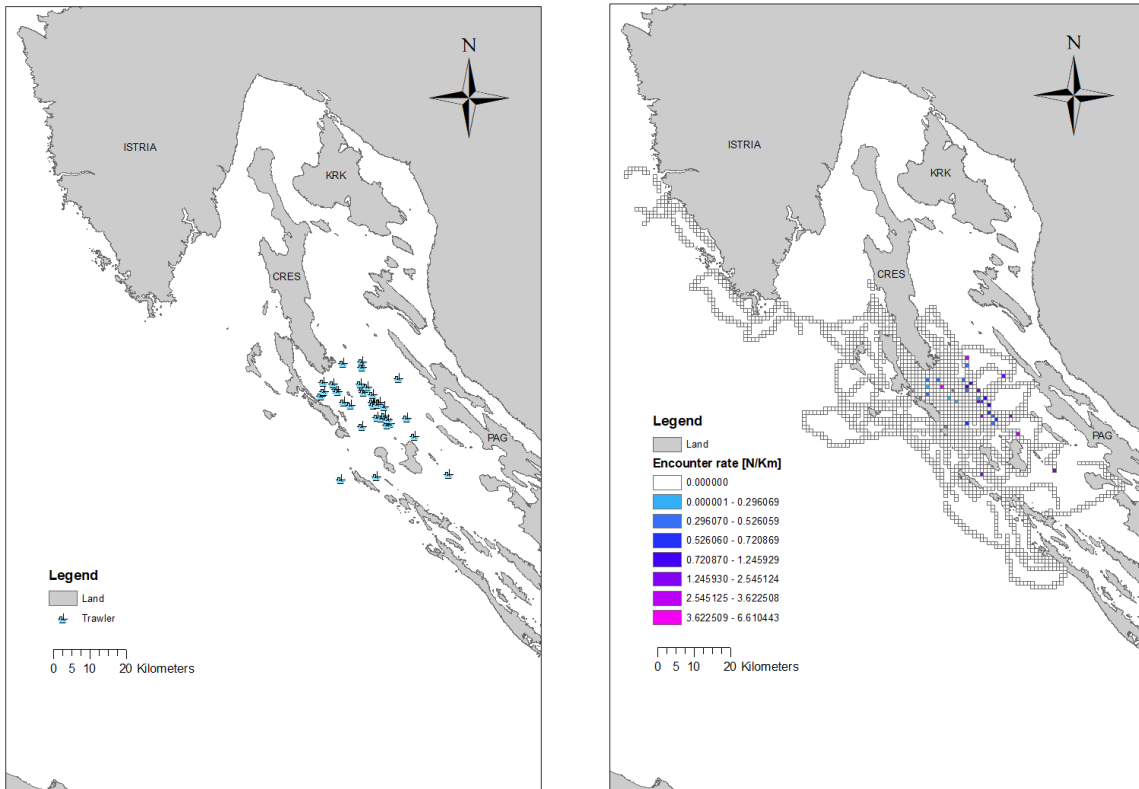 N
ISTRIA
KRK
CRES
PAG
Legend
Land
Trawler
0 5 10 20 Kilometers
N
ISTRIA
KRK
CRES
PAG
Legend
Land
Encounter rate [N/Km]
0.000000
0.000001 - 0.296069
0.296070 - 0.526059
0.526060 - 0.720869
0.720870 - 1.245929
1.245930 - 2.545124
2.545125 - 3.622508
3.622509 - 6.610443
0 5 10 20 Kilometers